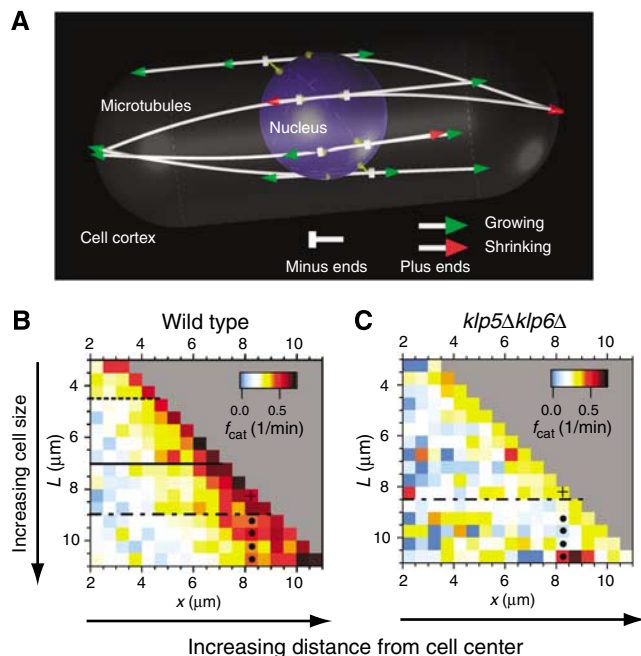 A
Microtubules
Nucleus
Cell cortex
Minus ends
Plus ends
Growing
Shrinking
B
Wild type
2 4 6 8 10
4
6
8
10
L (μm)
Increasing cell size
0.0 0.5
fcat (1/min)
2 4 6 8 10
x (μm)
C
klp5Δklp6Δ
2 4 6 8 10
4
6
8
10
L (μm)
0.0 0.5
fcat (1/min)
2 4 6 8 10
x (μm)
Increasing distance from cell center